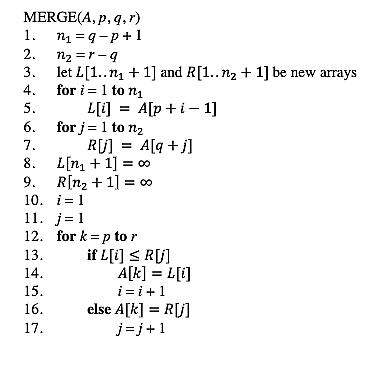 MERGE(A, p, q, r)
1. n₁ = q – p + 1
2. n₂ = r – q
3. let L[1..n₁ + 1] and R[1..n₂ + 1] be new arrays
4. for i = 1 to n₁
5. L[i] = A[p + i – 1]
6. for j = 1 to n₂
7. R[j] = A[q + j]
8. L[n₁ + 1] = ∞
9. R[n₂ + 1] = ∞
10. i = 1
11. j = 1
12. for k = p to r
13. if L[i] ≤ R[j]
14. A[k] = L[i]
15. i = i + 1
16. else A[k] = R[j]
17. j = j + 1